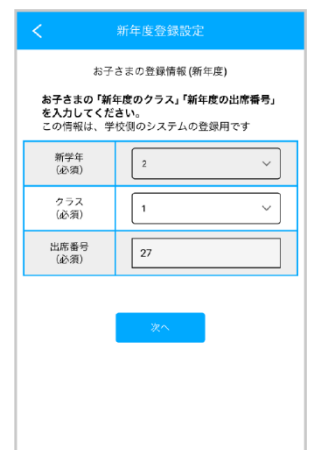 新年度登録設定
お子さまの登録情報(新年度)
お子さまの「新年度のクラス」「新年度の出席番号」
を入力してください。
この情報は、学校側のシステムの登録用です
新学年
(必須)
2
クラス
(必須)
1
出席番号
(必須)
27
次へ